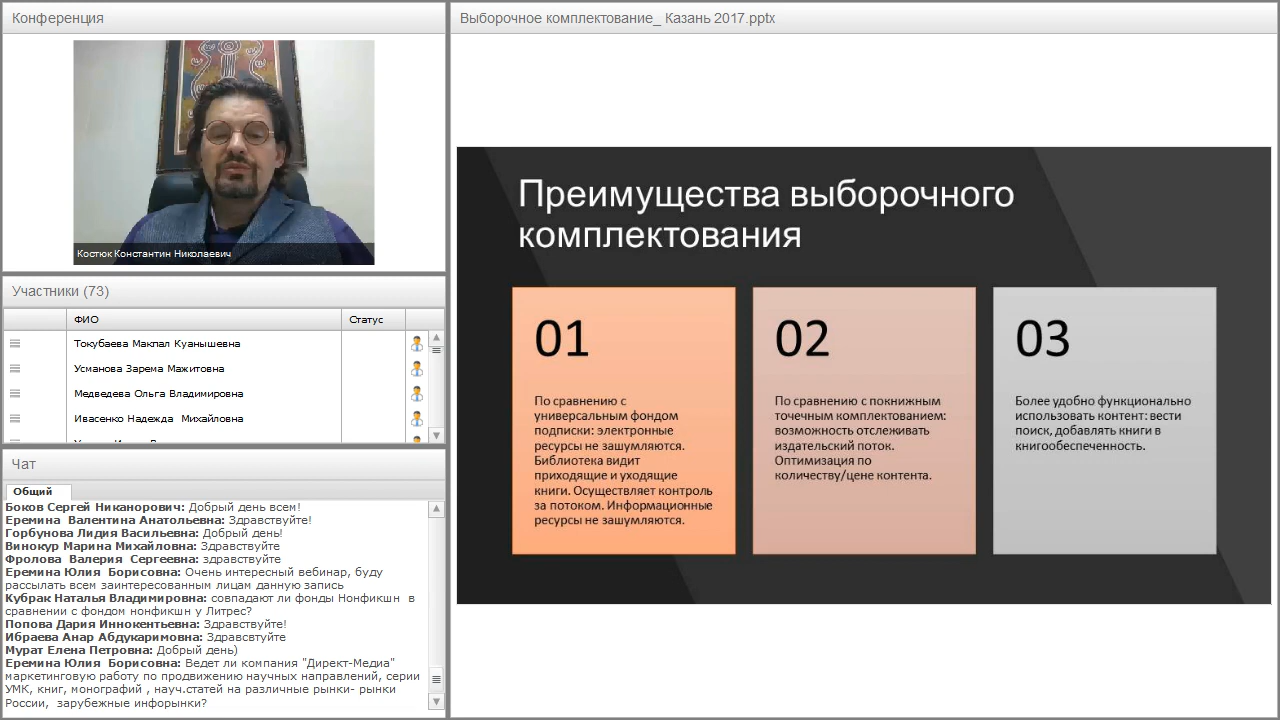 Конференция
Костюк Константин Николаевич
Участники (73)
ФИО
Статус
Токубаева Макпал Куанышевна
Усманова Зарема Мажитовна
Медведева Ольга Владимировна
Ивасенко Надежда Михайловна
Чат
Общий
Боков Сергей Никанорович: Добрый день всем!
Еремина Валентина Анатольевна: Здравствуйте!
Горбунова Лидия Васильевна: Добрый день!
Винокур Марина Михайловна: Здравствуйте
Фролова Валерия Сергеевна: здравствуйте
Еремина Юлия Борисовна: Очень интересный вебинар, буду
рассылать всем заинтересованным лицам данную запись
Кубрак Наталья Владимировна: совпадают ли фонды Нонфикшн в
сравнении с фондом нонфикшн у Литрес?
Попова Дария Иннокентьевна: Здравствуйте!
Ибраева Анар Абдукаримовна: Здравсвтуйте
Мурат Елена Петровна: Добрый день)
Еремина Юлия Борисовна: Ведет ли компания "Директ-Медиа"
маркетинговую работу по продвижению научных направлений, серии
УМК, книг, монографий , науч.статей на различные рынки- рынки
России, зарубежные инфорынки?
Выборочное комплектование_ Казань 2017.pptx
Преимущества выборочного
комплектования
01
По сравнению с
универсальным фондом
подписки: электронные
ресурсы не зашумляются.
Библиотека видит
приходящие и уходящие
книги. Осуществляет контроль
за потоком. Информационные
ресурсы не зашумляются.
02
По сравнению с покнижным
точечным комплектованием:
возможность отслеживать
издательский поток.
Оптимизация по
количеству/цене контента.
03
Более удобно функционально
использовать контент: вести
поиск, добавлять книги в
книгообеспеченность.